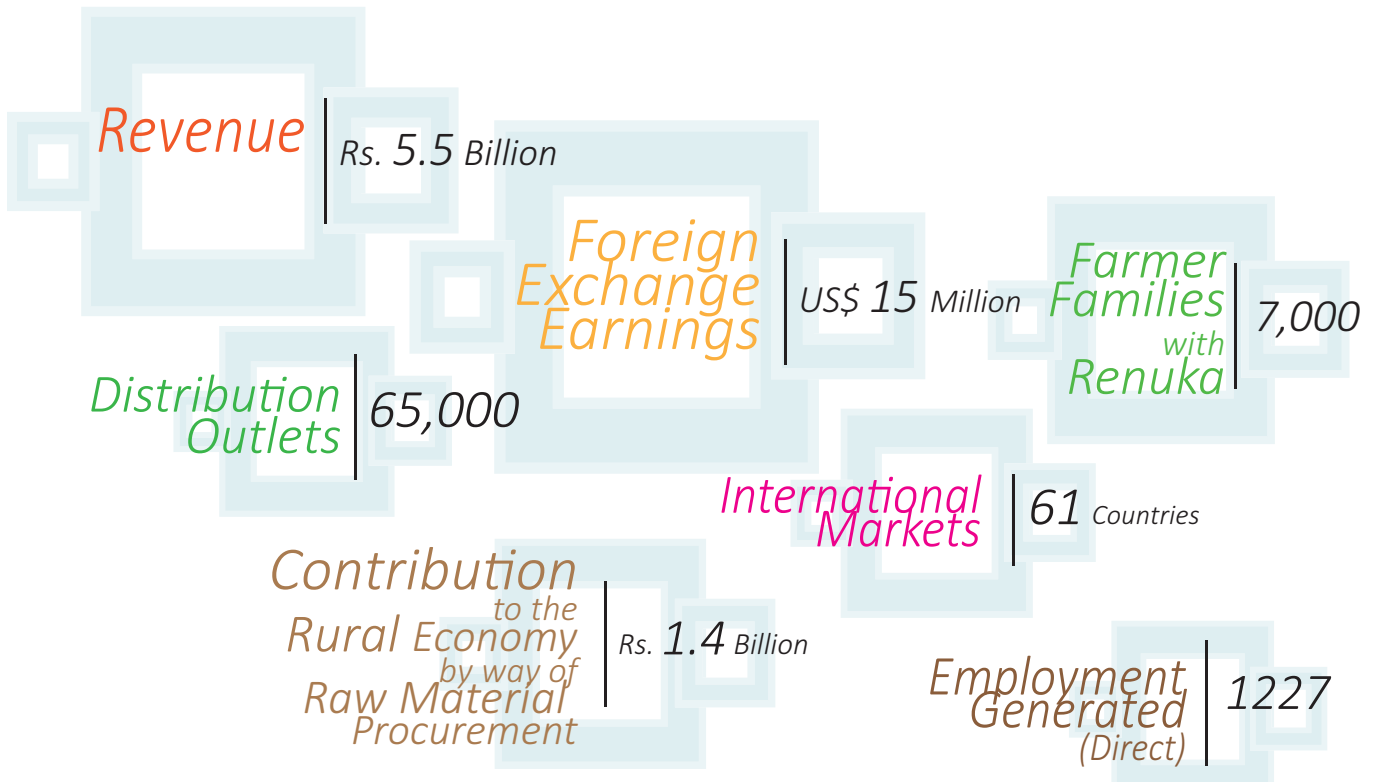 Revenue
Rs. 5.5 Billion
Foreign
Exchange
Earnings
US$ 15 Million
Farmer
Families
with
Renuka
7,000
Distribution
Outlets
65,000
International
Markets
61 Countries
Contribution
to the
Rural Economy
by way of
Raw Material
Procurement
Rs. 1.4 Billion
Employment
Generated
(Direct)
1227